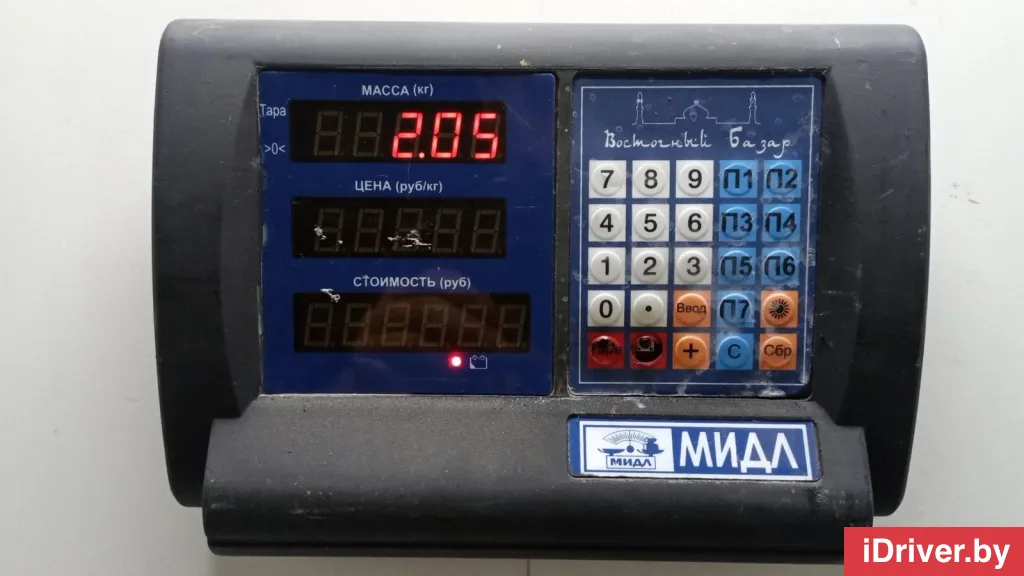 МАССА (кг)
Тара
2.05
>0<
ЦЕНА (руб/кг)
СТОИМОСТЬ (руб)
Восточный Базар
7 8 9 П1 П2
4 5 6 П3 П4
1 2 3 П5 П6
0 . Ввод П7
+ С Сбр
МИДЛ МИДЛ
iDriver.by